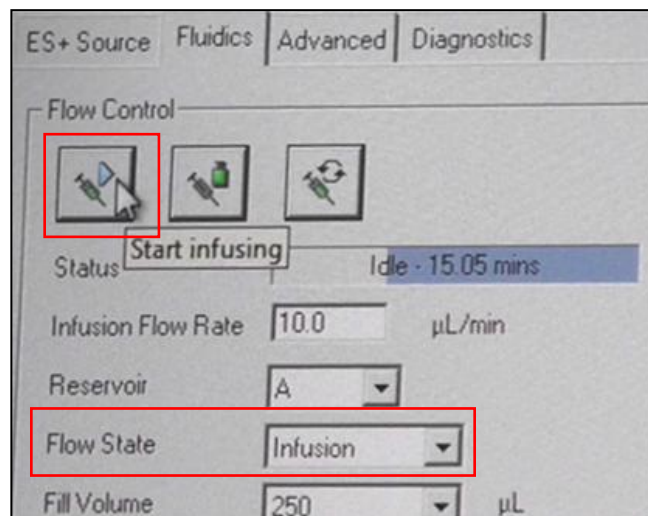 ES+ Source Fluidics Advanced Diagnostics
Flow Control
Start infusing
Status Idle - 15.05 mins
Infusion Flow Rate 10.0 µL/min
Reservoir A
Flow State Infusion
Fill Volume 250 µL